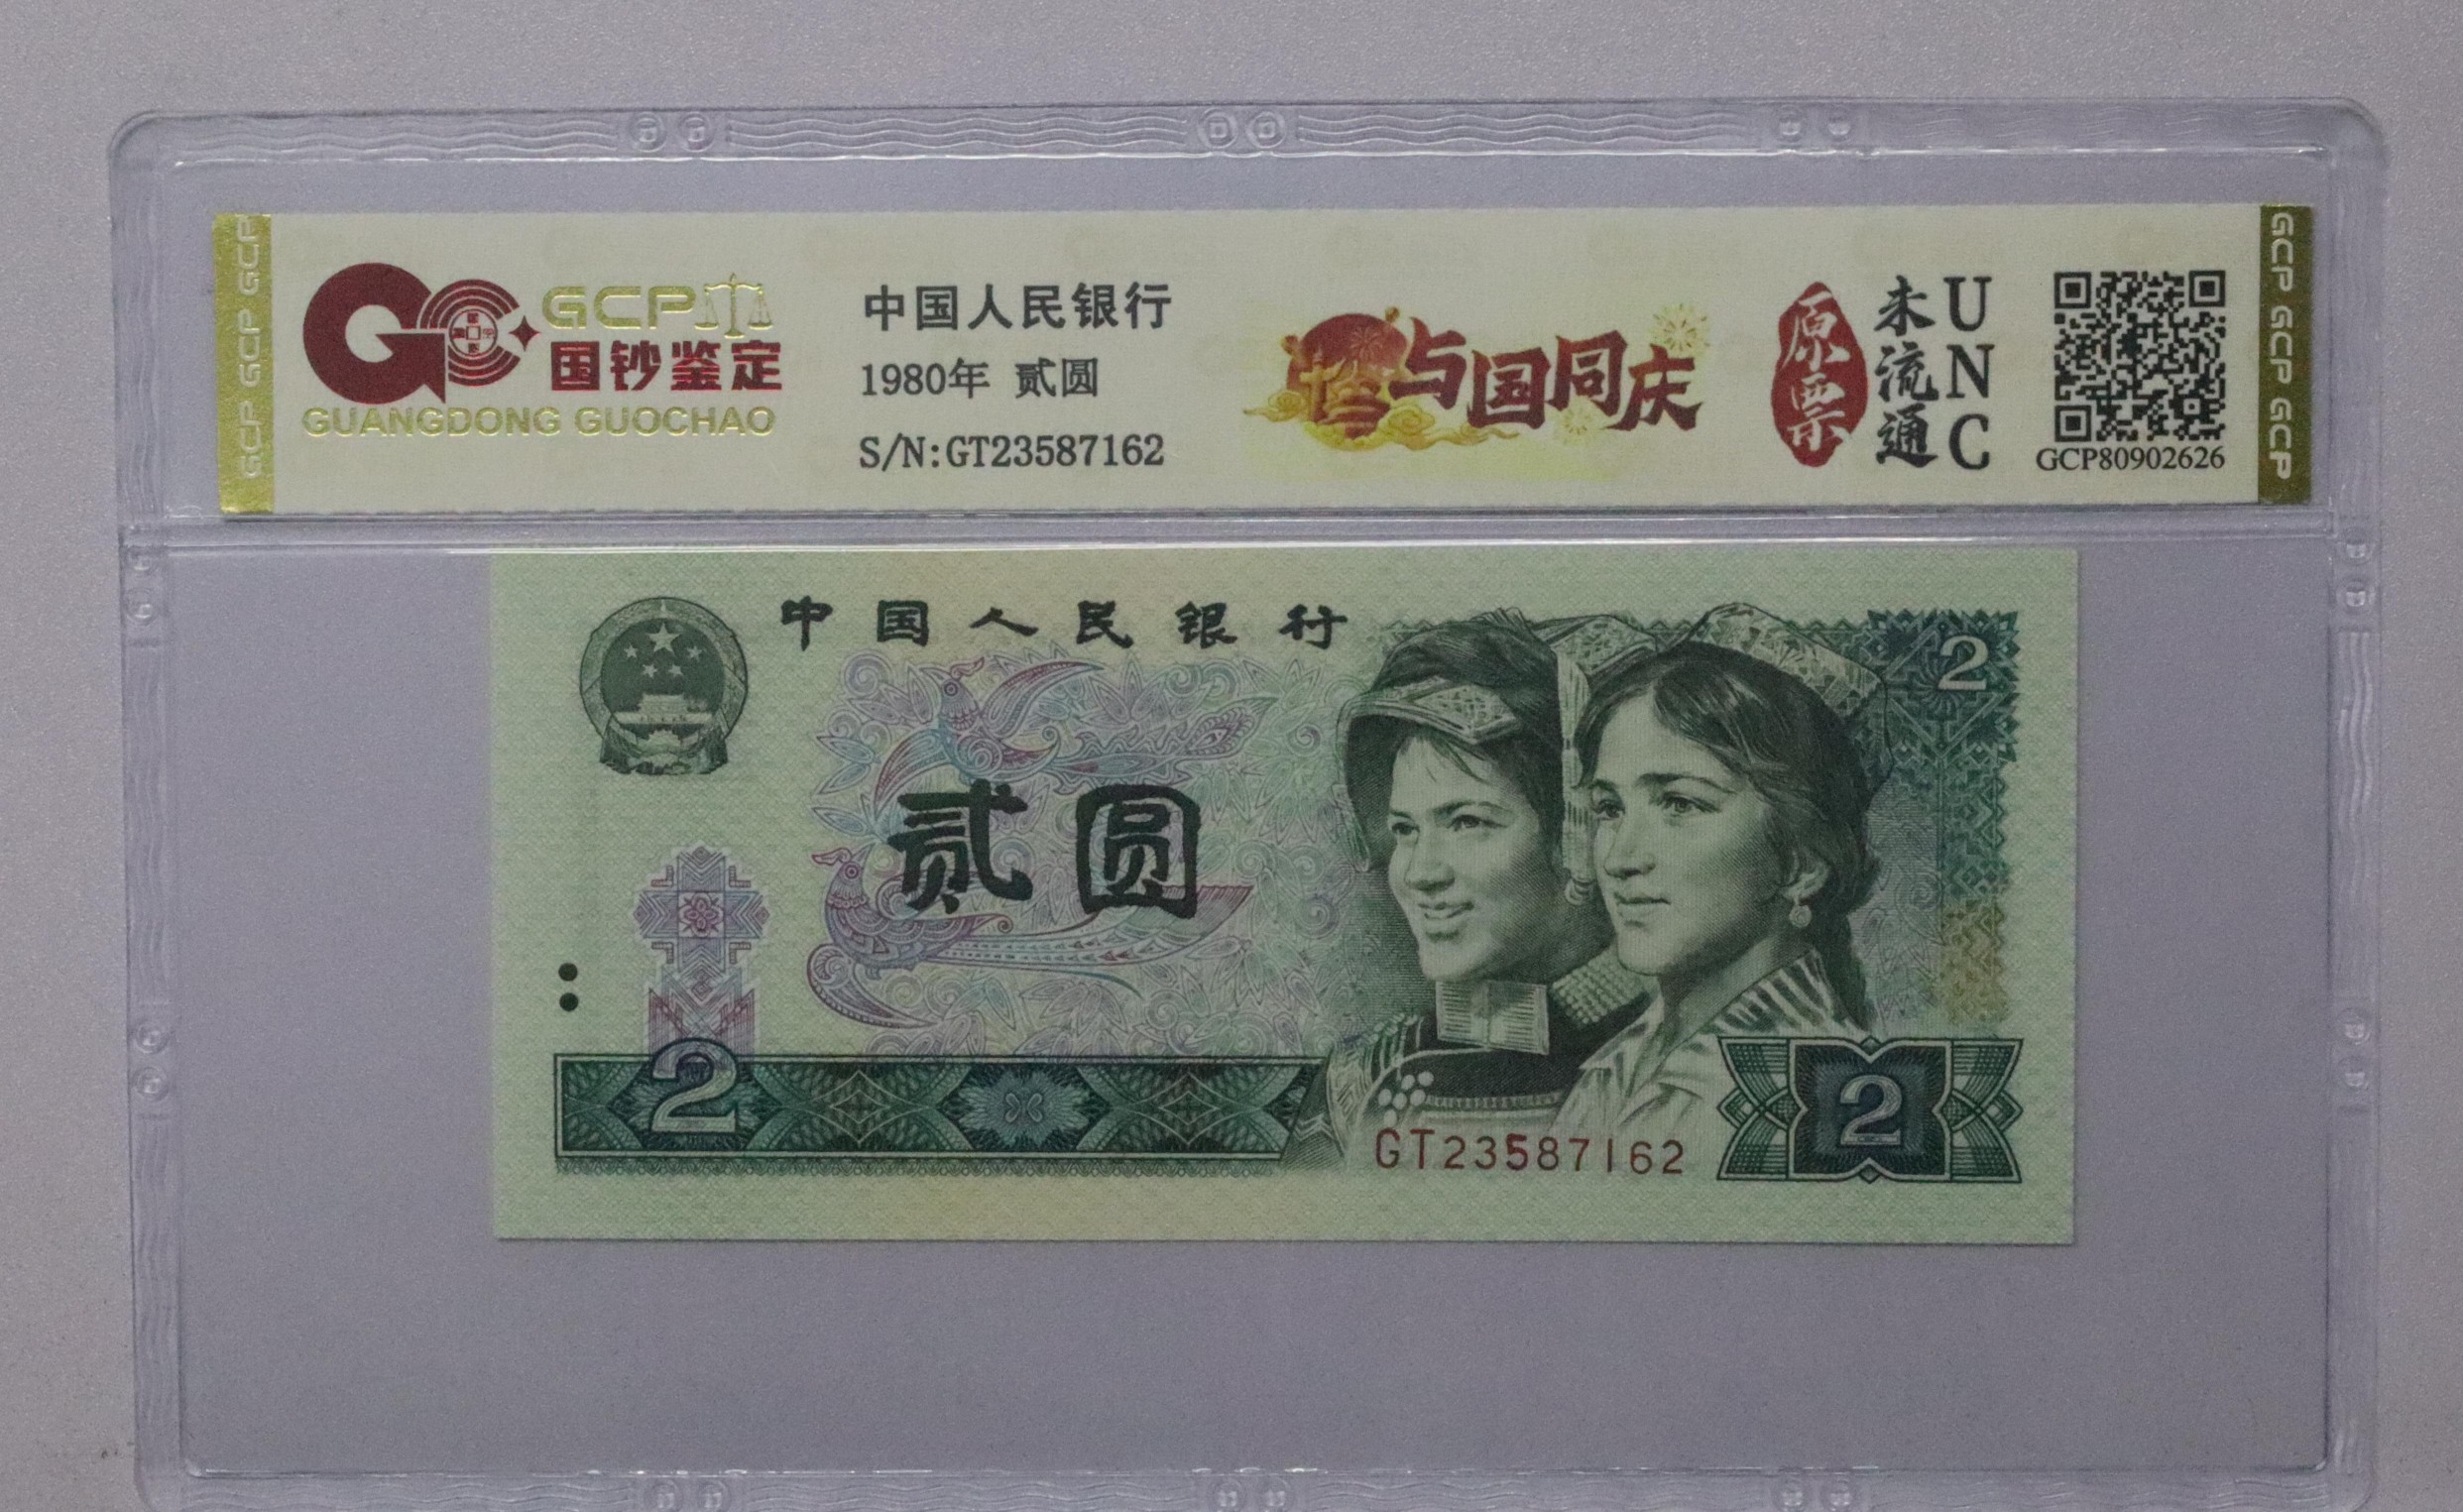 GCP GCP GCP
GCP
国钞鉴定
GUANGDONG GUOCHAO
中国人民银行
1980年 贰圆
S/N:GT23587162
与国同庆
原票
未流通
UNC
GCP80902626
GCP GCP GCP
中国人民银行
2
贰圆
2
2
GT23587162